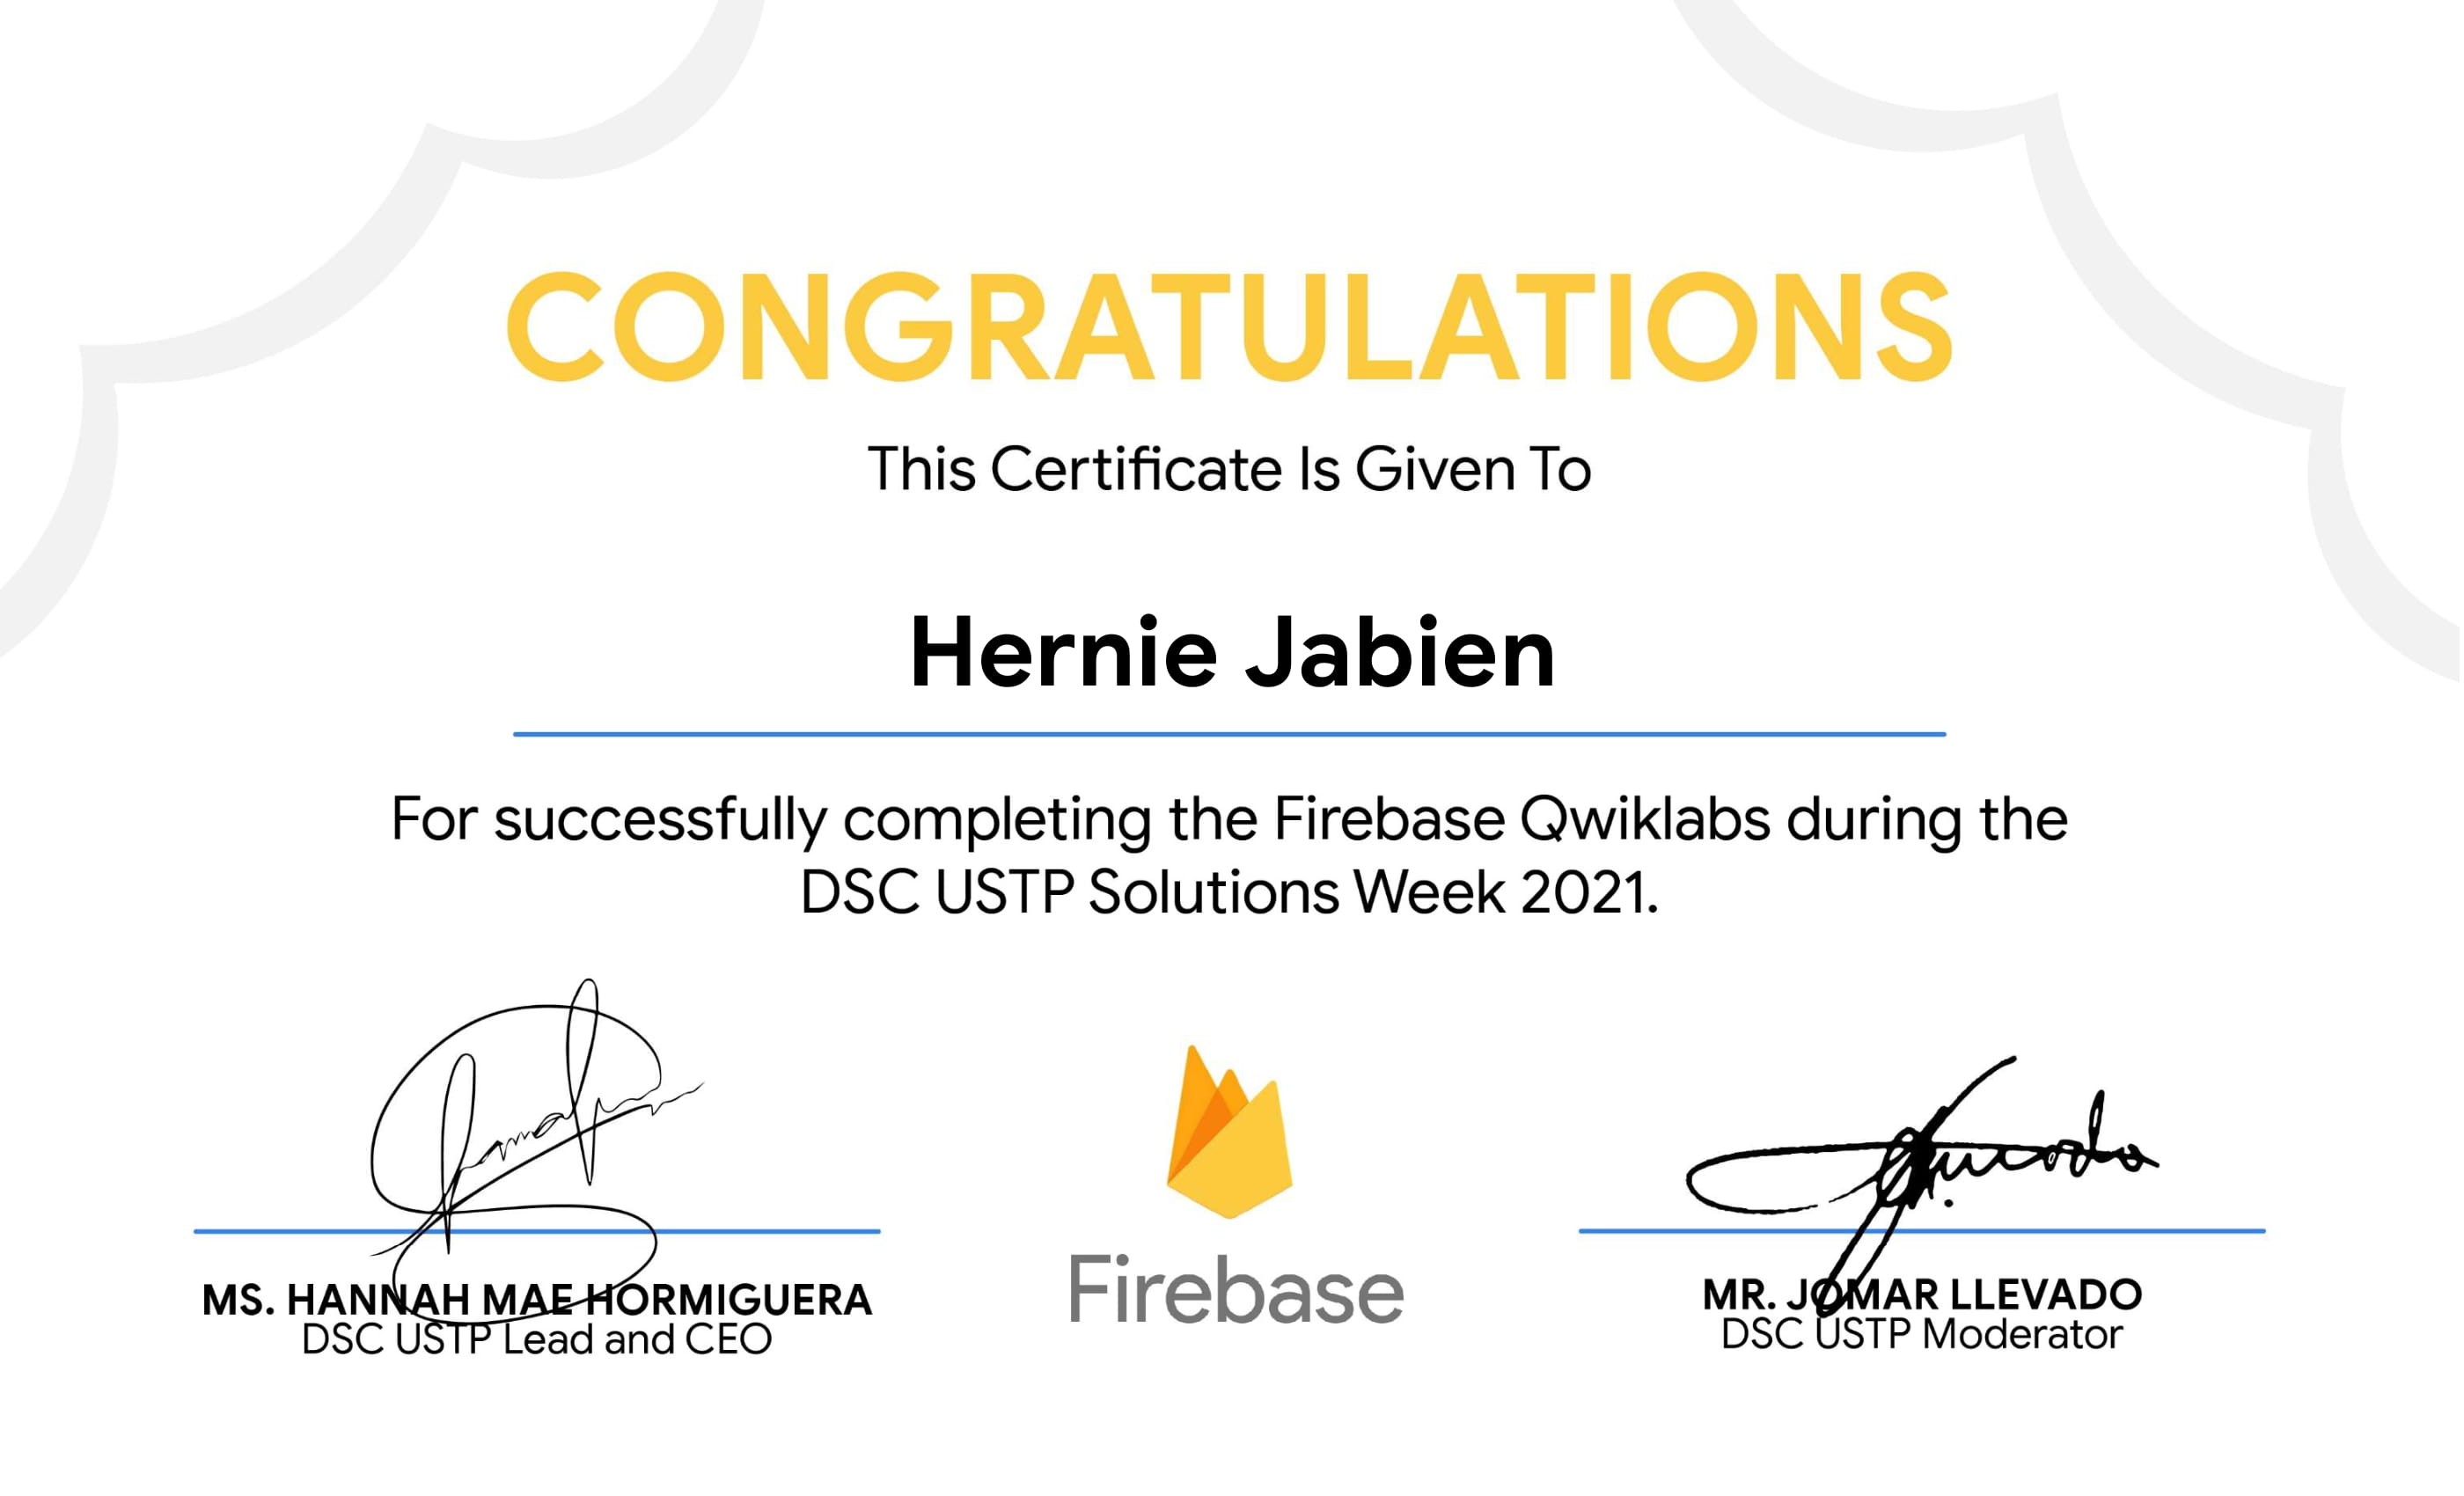 CONGRATULATIONS
This Certificate Is Given To
Hernie Jabien
For successfully completing the Firebase Qwiklabs during the
DSC USTP Solutions Week 2021.
MS. HANNAH MAE HORMIGUERA
DSC USTP Lead and CEO
Firebase
MR. JOMAR LLEVADO
DSC USTP Moderator